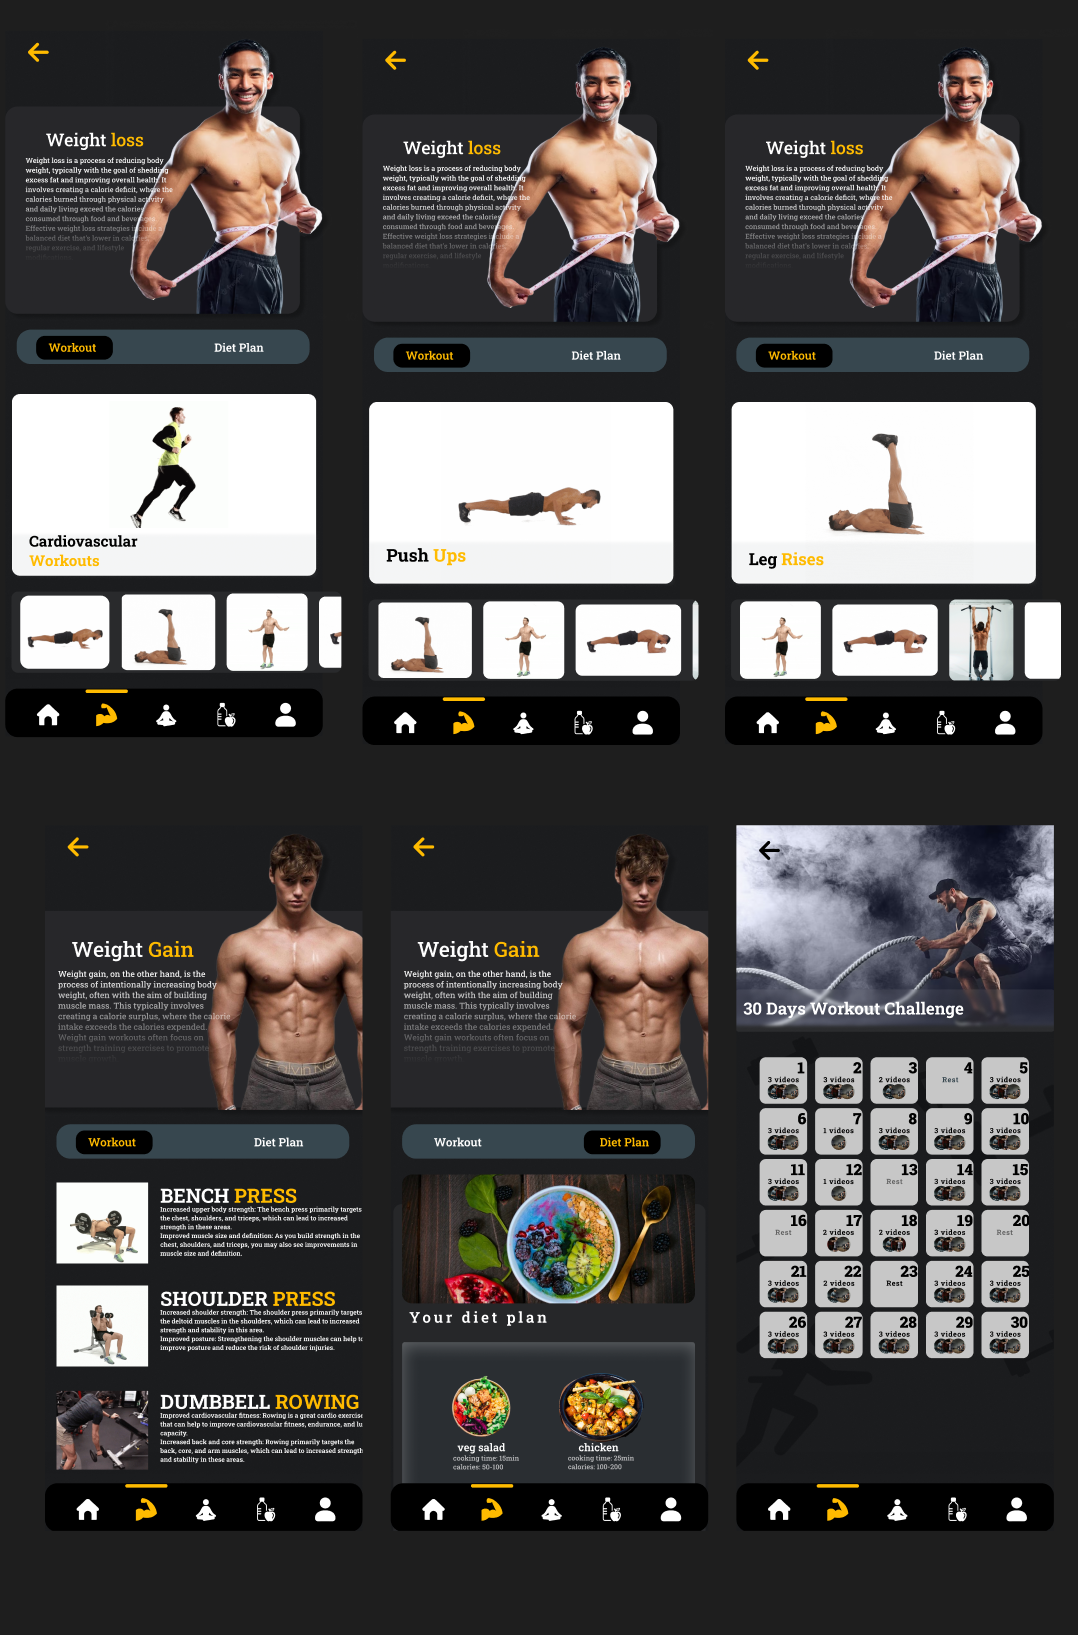 Weight loss
Weight loss is a process of reducing body
weight, typically with the goal of shedding
excess fat and improving overall health. It
involves creating a calorie deficit, where the
calories burned through physical activity
and daily living exceed the calories
consumed through food and beverages.
Effective weight loss strategies include a
balanced diet that's lower in calories,
regular exercise, and lifestyle
Workout
Diet Plan
Cardiovascular
Workouts
Weight loss
Weight loss is a process of reducing body
weight, typically with the goal of shedding
excess fat and improving overall health. It
involves creating a calorie deficit, where the
calories burned through physical activity
and daily living exceed the calories
consumed through food and beverages.
Effective weight loss strategies include a
balanced diet that's lower in calories,
regular exercise, and lifestyle
Workout
Diet Plan
Push Ups
Weight loss
Weight loss is a process of reducing body
weight, typically with the goal of shedding
excess fat and improving overall health. It
involves creating a calorie deficit, where the
calories burned through physical activity
and daily living exceed the calories
consumed through food and beverages.
Effective weight loss strategies include a
balanced diet that's lower in calories,
regular exercise, and lifestyle
Workout
Diet Plan
Leg Rises
Weight Gain
Weight gain, on the other hand, is the
process of intentionally increasing body
weight, often with the aim of building
muscle mass. This typically involves
creating a calorie surplus, where the calorie
intake exceeds the calories expended.
Weight gain workouts often focus on
strength training exercises to promote
Workout
Diet Plan
BENCH PRESS
Increased upper body strength: The bench press primarily targets
the chest, shoulders, and triceps, which can lead to increased
strength in these areas.
Improved muscle size and definition: As you build strength in the
chest, shoulders, and triceps, you may also see improvements in
muscle size and definition.
SHOULDER PRESS
Increased shoulder strength: The shoulder press primarily targets
the deltoid muscles in the shoulders, which can lead to increased
strength and stability in this area.
Improved posture: Strengthening the shoulder muscles can help to
improve posture and reduce the risk of shoulder injuries.
DUMBBELL ROWING
Improved cardiovascular fitness: Rowing is a great cardio exercise
that can help to improve cardiovascular fitness, endurance, and lu
capacity.
Increased back and core strength: Rowing primarily targets the
back, core, and arm muscles, which can lead to increased strength
and stability in these areas.
Weight Gain
Weight gain, on the other hand, is the
process of intentionally increasing body
weight, often with the aim of building
muscle mass. This typically involves
creating a calorie surplus, where the calorie
intake exceeds the calories expended.
Weight gain workouts often focus on
strength training exercises to promote
Workout
Diet Plan
Your diet plan
veg salad
cooking time: 15min
calories: 50-100
chicken
cooking time: 25min
calories: 100-200
30 Days Workout Challenge
1 2 3 4 5
3 videos 3 videos 2 videos Rest 3 videos
6 7 8 9 10
3 videos 1 videos 3 videos 3 videos 3 videos
11 12 13 14 15
3 videos 1 videos Rest 3 videos 3 videos
16 17 18 19 20
Rest 2 videos 2 videos 3 videos Rest
21 22 23 24 25
3 videos 2 videos Rest 3 videos 3 videos
26 27 28 29 30
3 videos 3 videos 3 videos 3 videos 3 videos